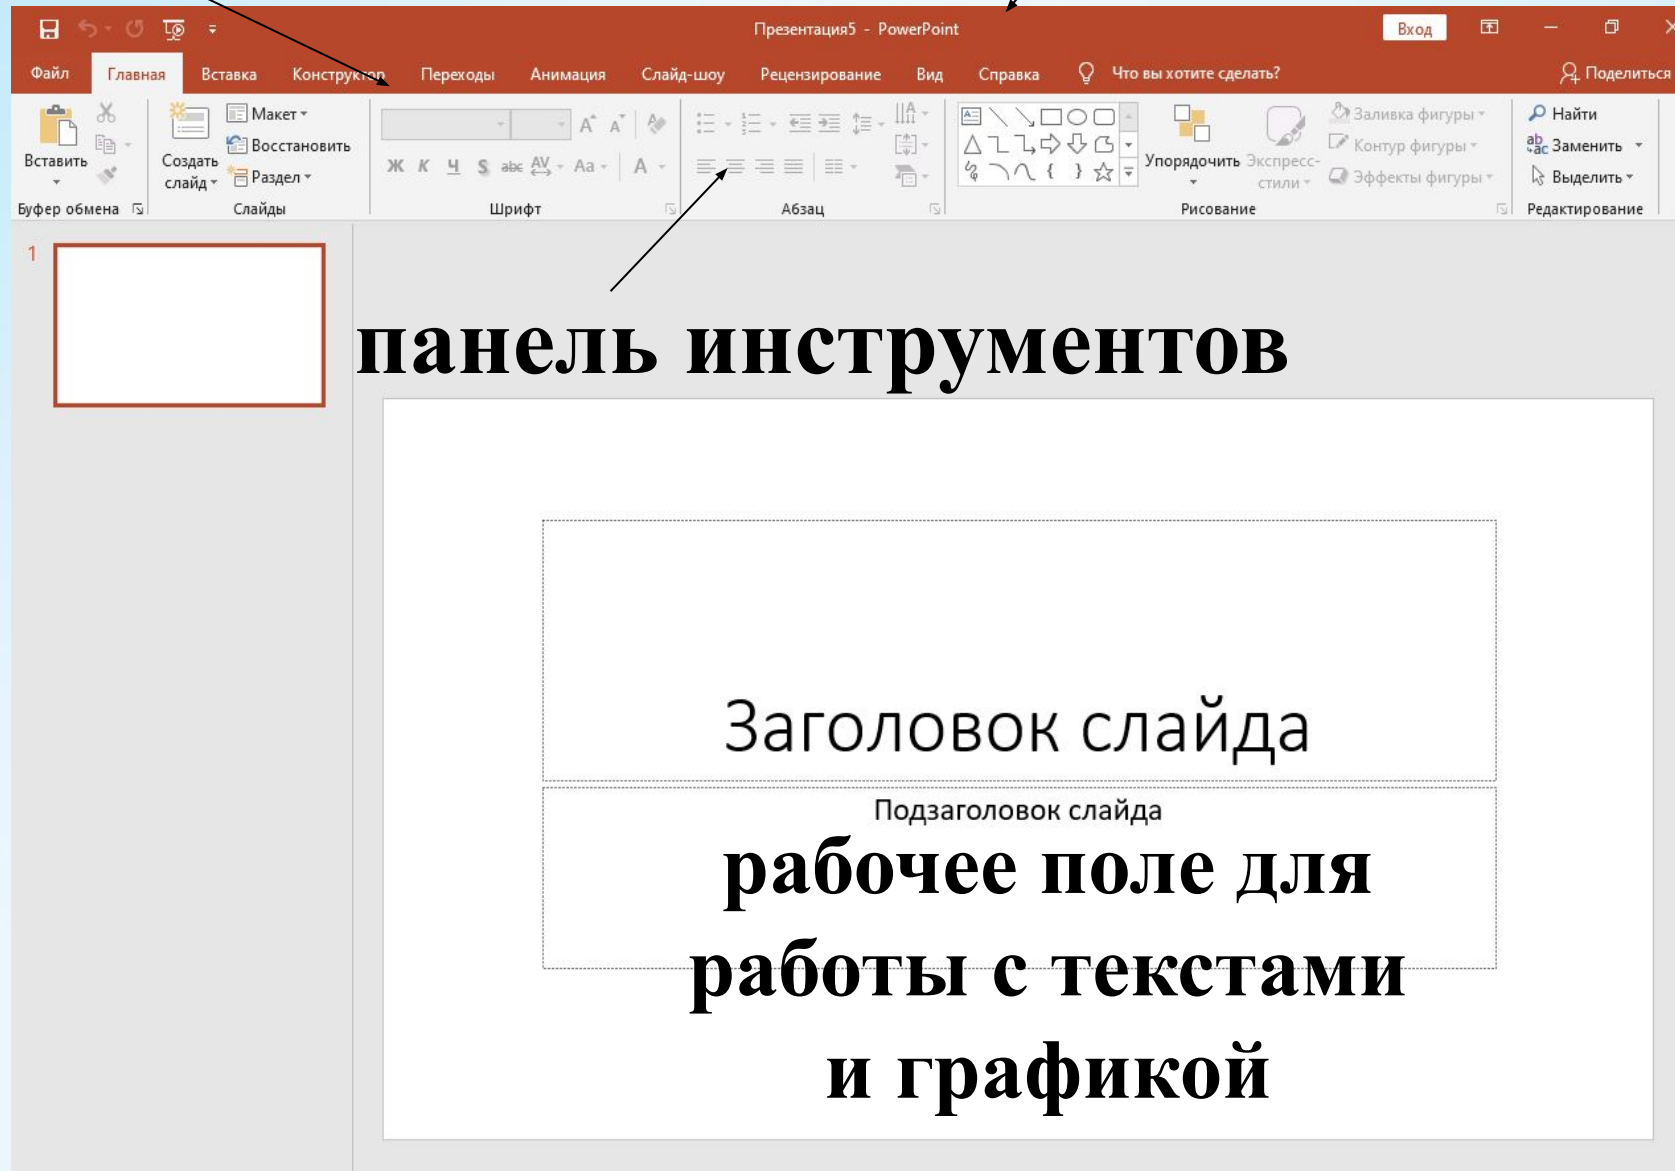 Презентация5 - PowerPoint
Вход
Файл Главная Вставка Конструктор Переходы Анимация Слайд-шоу Рецензирование Вид Справка Что вы хотите сделать? Поделиться
Вставить
Буфер обмена
Создать слайд
Макет
Восстановить
Раздел
Слайды
Ж К Ч S abc AV Aa A
Шрифт
Абзац
Упорядочить
Экспресс-
стили
Заливка фигуры
Контур фигуры
Эффекты фигуры
Рисование
Найти
Заменить
Выделить
Редактирование
1
панель инструментов
Заголовок слайда
Подзаголовок слайда
рабочее поле для
работы с текстами
и графикой